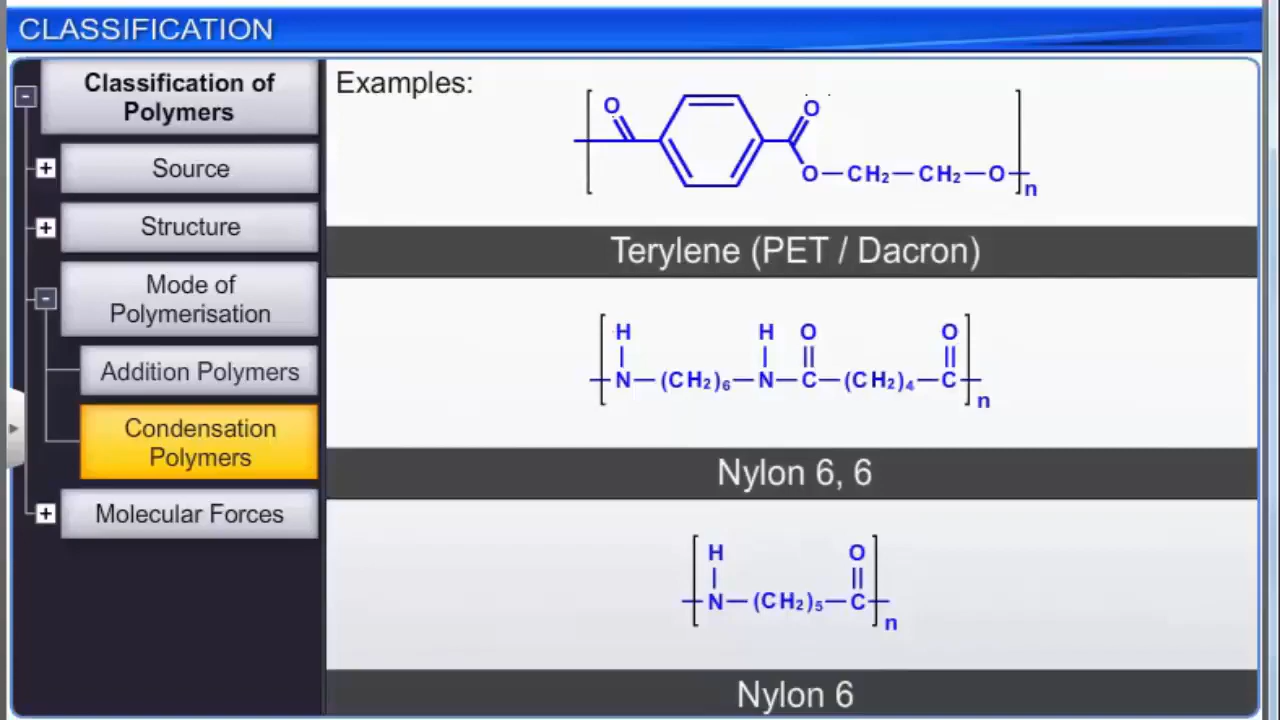 CLASSIFICATION
Classification of
Polymers
Source
Structure
Mode of
Polymerisation
Addition Polymers
Condensation
Polymers
Molecular Forces
Examples:
O
O
O—CH₂—CH₂—O
n
Terylene (PET / Dacron)
H H O O
N—(CH₂)₆—N—C—(CH₂)₄—C
n
Nylon 6, 6
H O
N—(CH₂)₅—C
n
Nylon 6